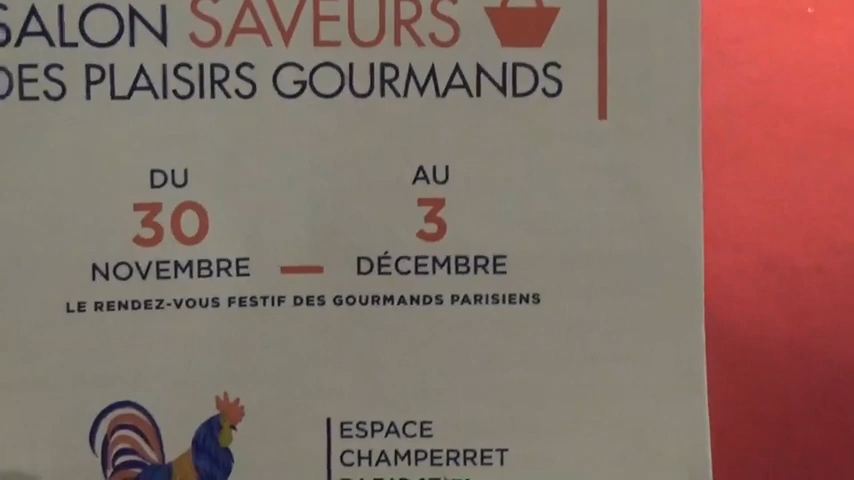 SALON SAVEURS
DES PLAISIRS GOURMANDS
DU
30
NOVEMBRE
—
AU
3
DÉCEMBRE
LE RENDEZ-VOUS FESTIF DES GOURMANDS PARISIENS
ESPACE
CHAMPERRET